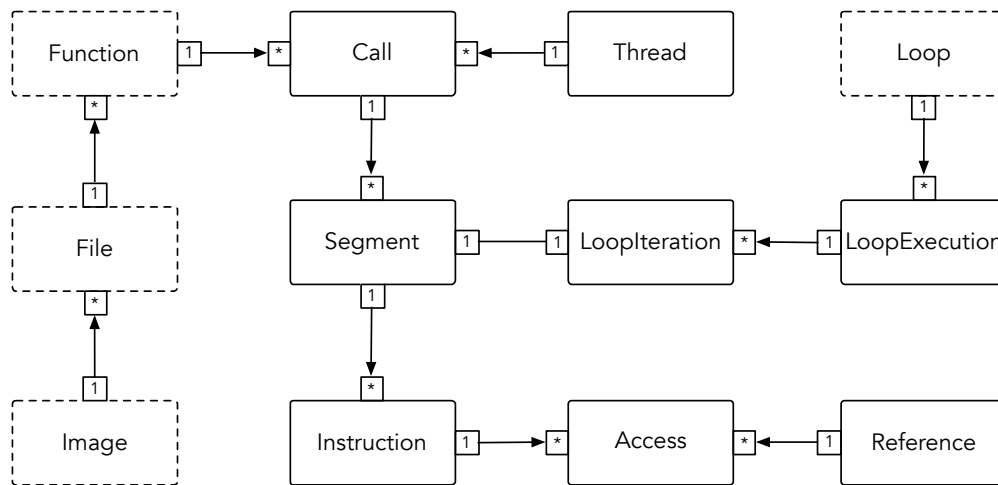 Function
1
*
Call
*
1
Thread
Loop
*
1
1
1
*
*
File
Segment
1
1
LoopIteration
*
1
LoopExecution
*
1
1
*
Image
Instruction
1
*
Access
*
1
Reference